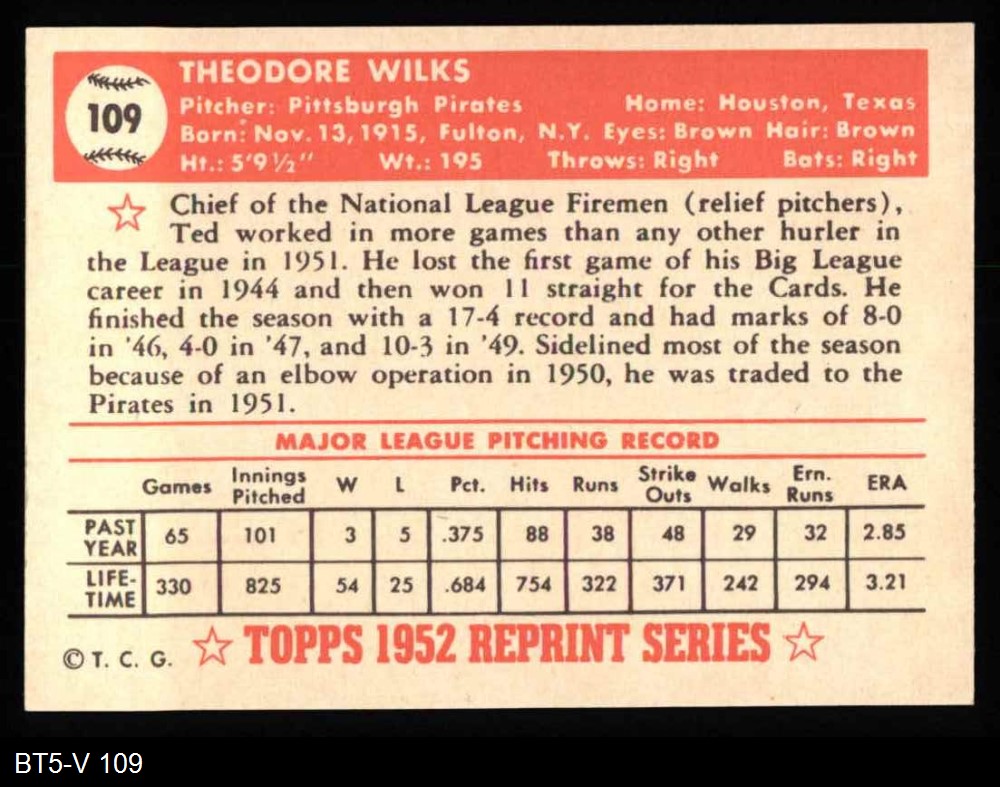 THEODORE WILKS
109
Pitcher: Pittsburgh Pirates Home: Houston, Texas
Born: Nov. 13, 1915, Fulton, N.Y. Eyes: Brown Hair: Brown
Ht.: 5'9½" Wt.: 195 Throws: Right Bats: Right
Chief of the National League Firemen (relief pitchers),
Ted worked in more games than any other hurler in
the League in 1951. He lost the first game of his Big League
career in 1944 and then won 11 straight for the Cards. He
finished the season with a 17-4 record and had marks of 8-0
in '46, 4-0 in '47, and 10-3 in '49. Sidelined most of the season
because of an elbow operation in 1950, he was traded to the
Pirates in 1951.
MAJOR LEAGUE PITCHING RECORD
Games Innings Pitched W L Pct. Hits Runs Strike Outs Walks Ern. Runs ERA
PAST YEAR 65 101 3 5 .375 88 38 48 29 32 2.85
LIFE-TIME 330 825 54 25 .684 754 322 371 242 294 3.21
© T. C. G. TOPPS 1952 REPRINT SERIES
BT5-V 109